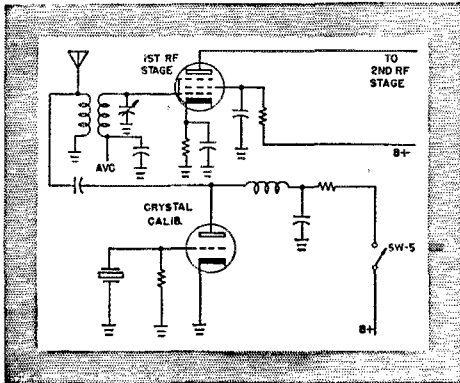 1ST RF
STAGE
TO
2ND RF
STAGE
B+
AVC
CRYSTAL
CALIB.
SW-5
B+